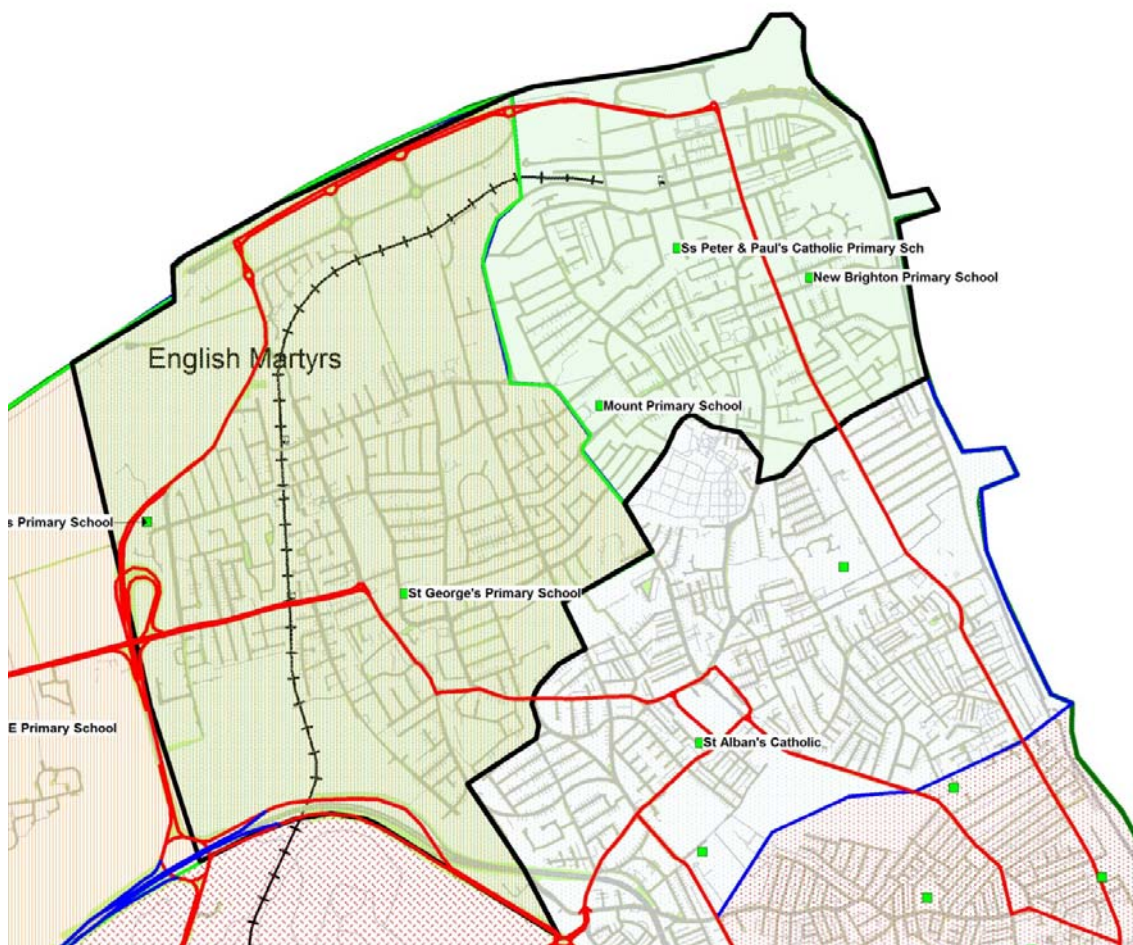 Ss Peter & Paul's Catholic Primary Sch
New Brighton Primary School
English Martyrs
Mount Primary School
s Primary School
St George's Primary School
E Primary School
St Alban's Catholic